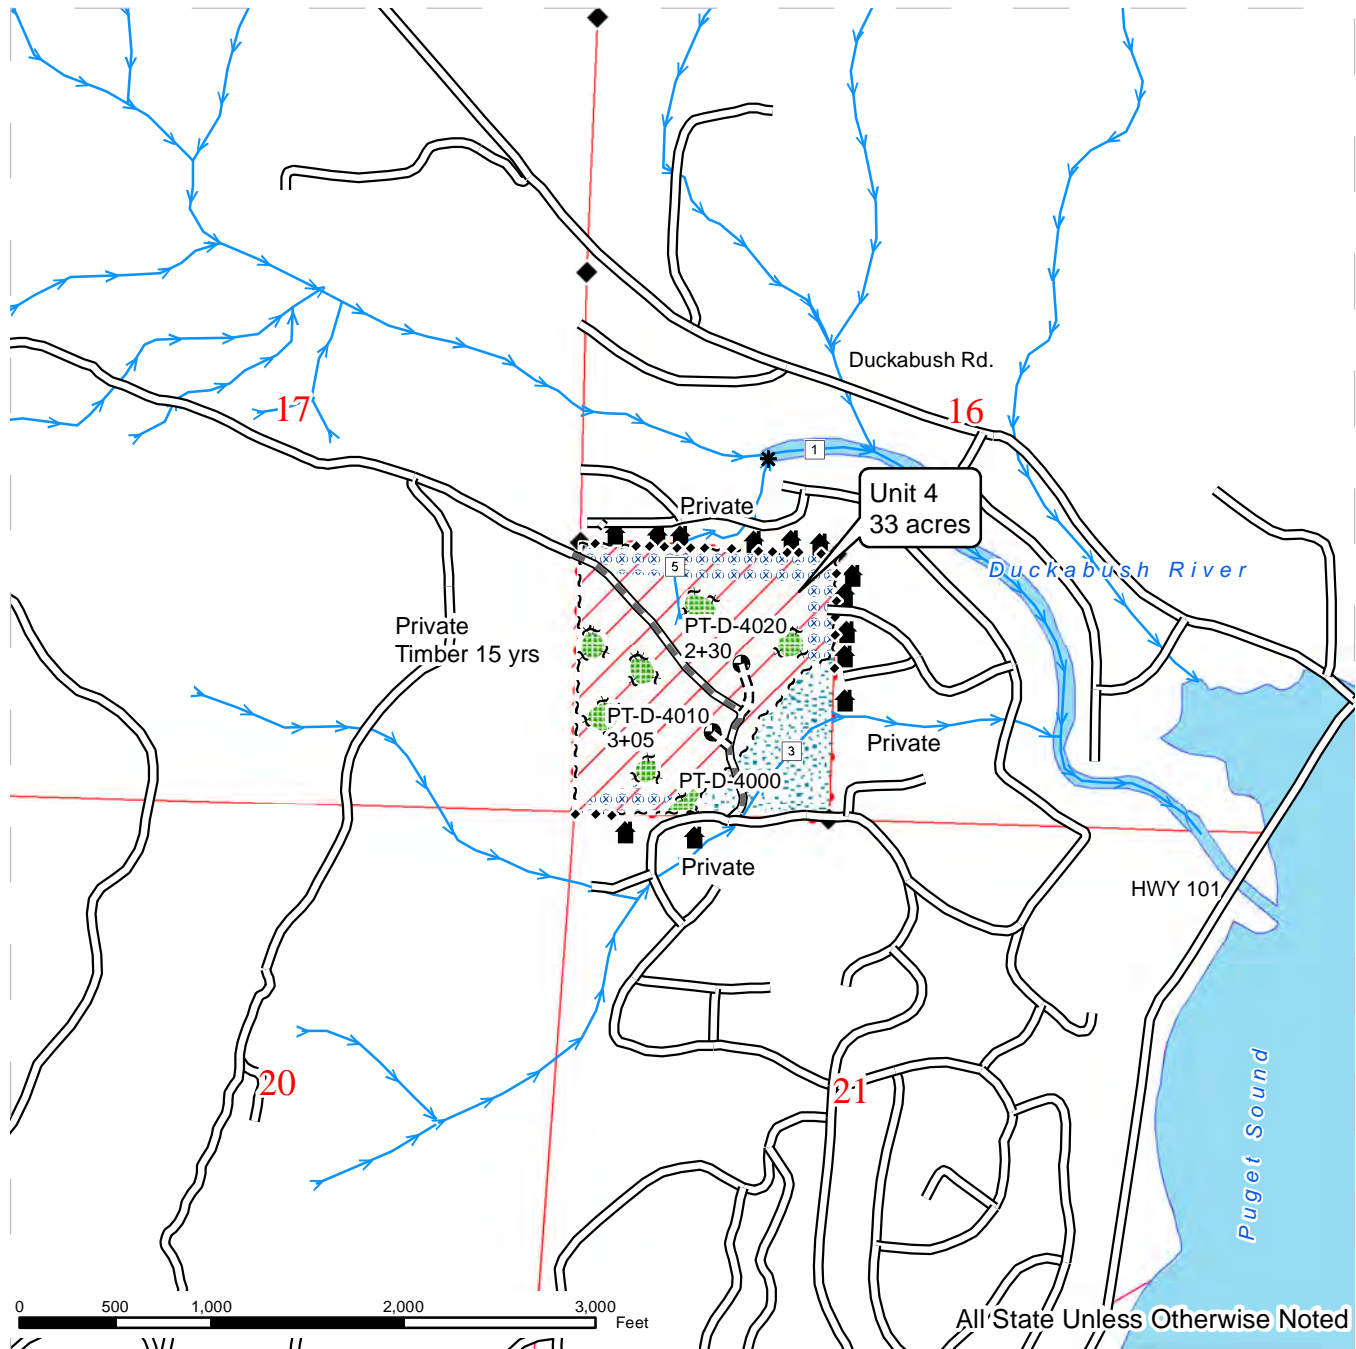 Duckabush Rd.
17
16
1
Unit 4
33 acres
Private
5
Duckabush River
Private
Timber 15 yrs
PT-D-4020
2+30
PT-D-4010
3+05
3
Private
PT-D-4000
Private
HWY 101
20
21
Puget Sound
0 500 1,000 2,000 3,000
Feet
All State Unless Otherwise Noted